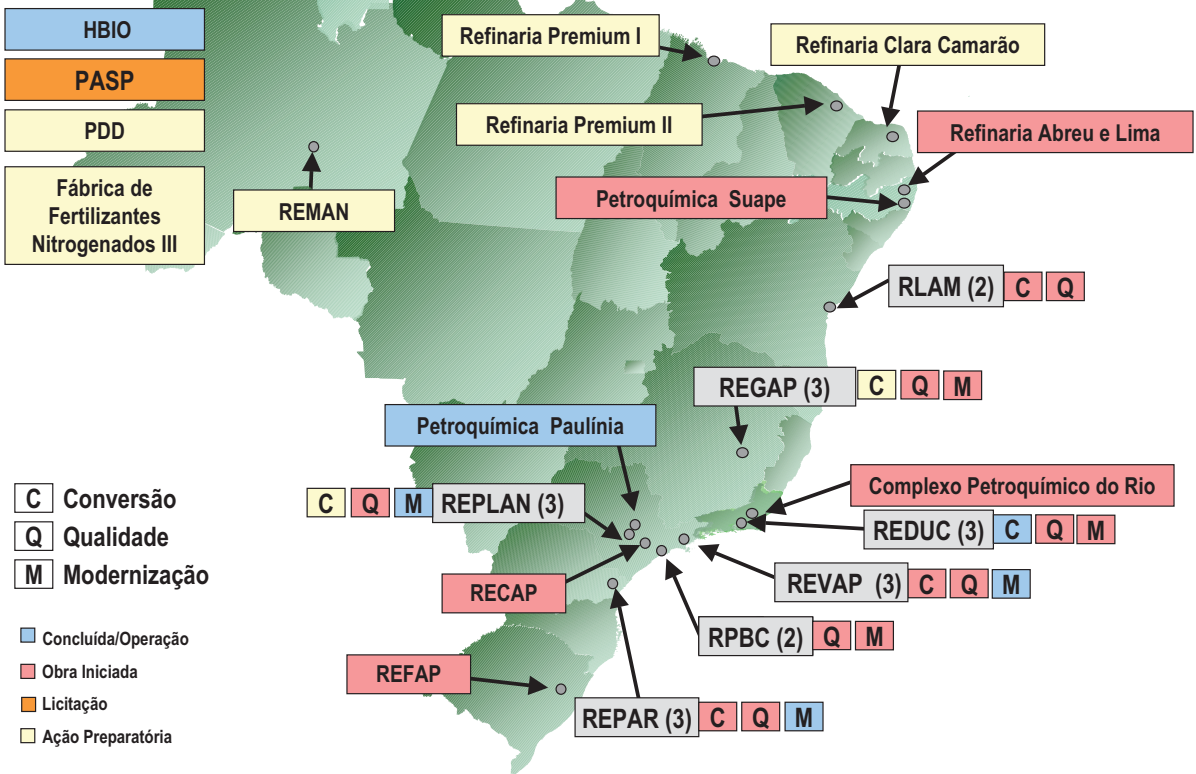 HBIO
PASP
PDD
Fábrica de
Fertilizantes
Nitrogenados III
REMAN
Refinaria Premium I
Refinaria Clara Camarão
Refinaria Premium II
Refinaria Abreu e Lima
Petroquímica Suape
RLAM (2) C Q
REGAP (3) C Q M
Petroquímica Paulínia
C Conversão
Q Qualidade
M Modernização
C Q M REPLAN (3)
Complexo Petroquímico do Rio
REDUC (3) C Q M
REVAP (3) C Q M
RECAP
RPBC (2) Q M
REFAP
REPAR (3) C Q M
Concluída/Operação
Obra Iniciada
Licitação
Ação Preparatória